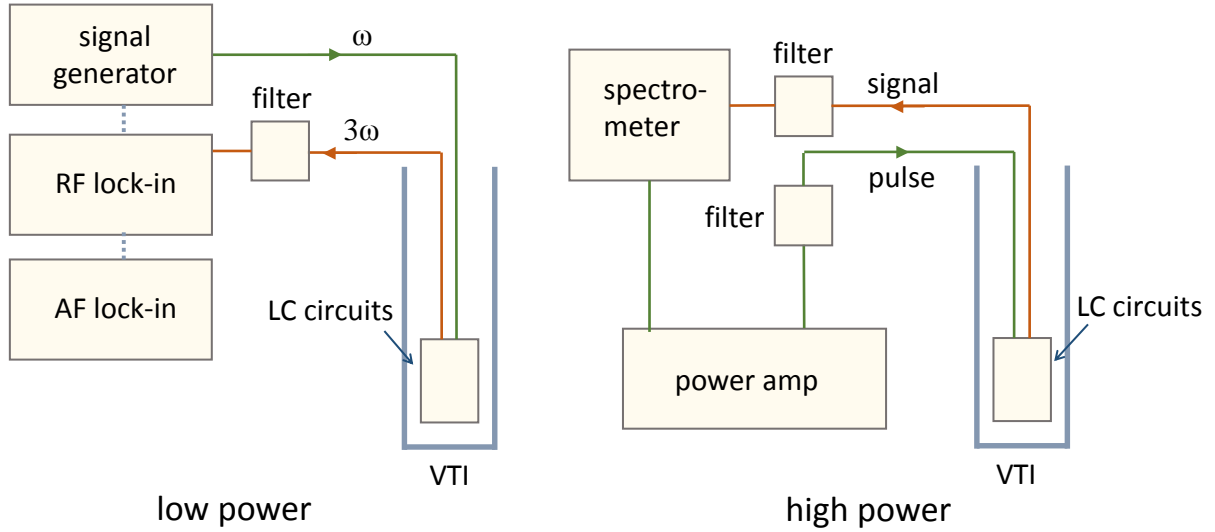 signal
generator
ω
filter
3ω
RF lock-in
AF lock-in
LC circuits
VTI
low power
spectro-
meter
filter
signal
pulse
filter
LC circuits
power amp
VTI
high power